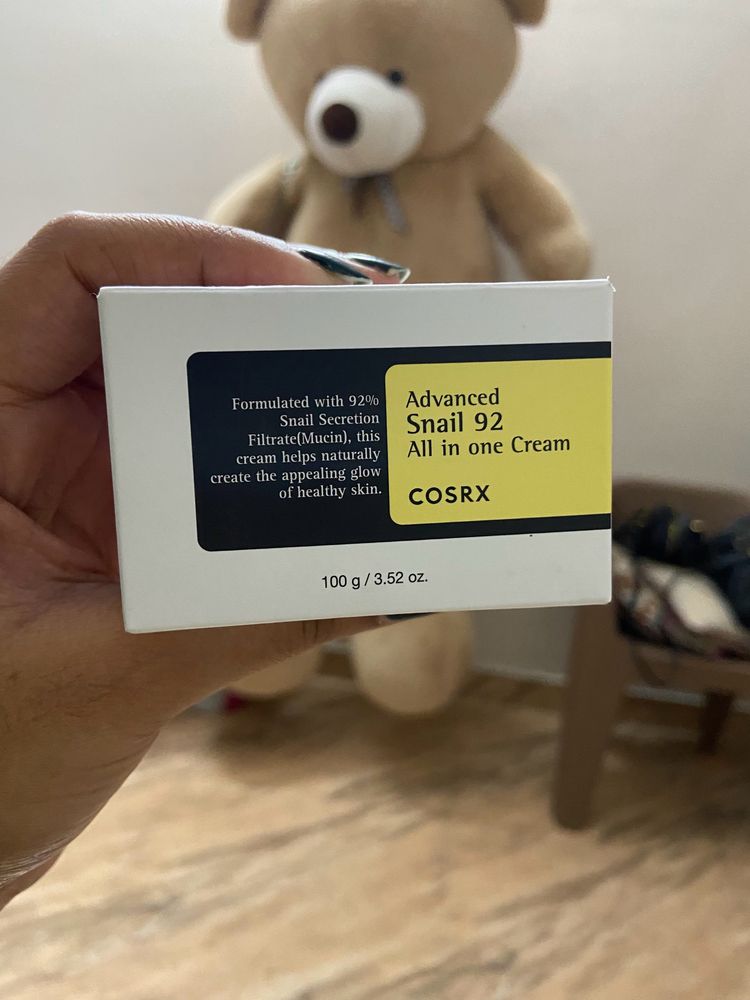 Formulated with 92%
Snail Secretion
Filtrate(Mucin), this
cream helps naturally
create the appealing glow
of healthy skin.
Advanced
Snail 92
All in one Cream
COSRX
100 g / 3.52 oz.